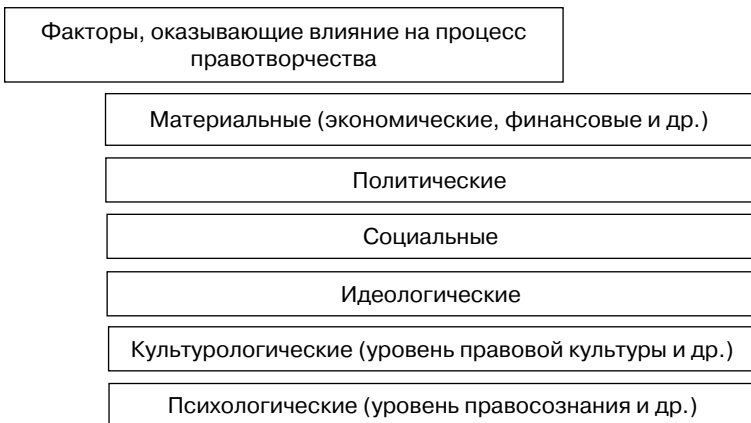 Факторы, оказывающие влияние на процесс
правотворчества
Материальные (экономические, финансовые и др.)
Политические
Социальные
Идеологические
Культурологические (уровень правовой культуры и др.)
Психологические (уровень правосознания и др.)